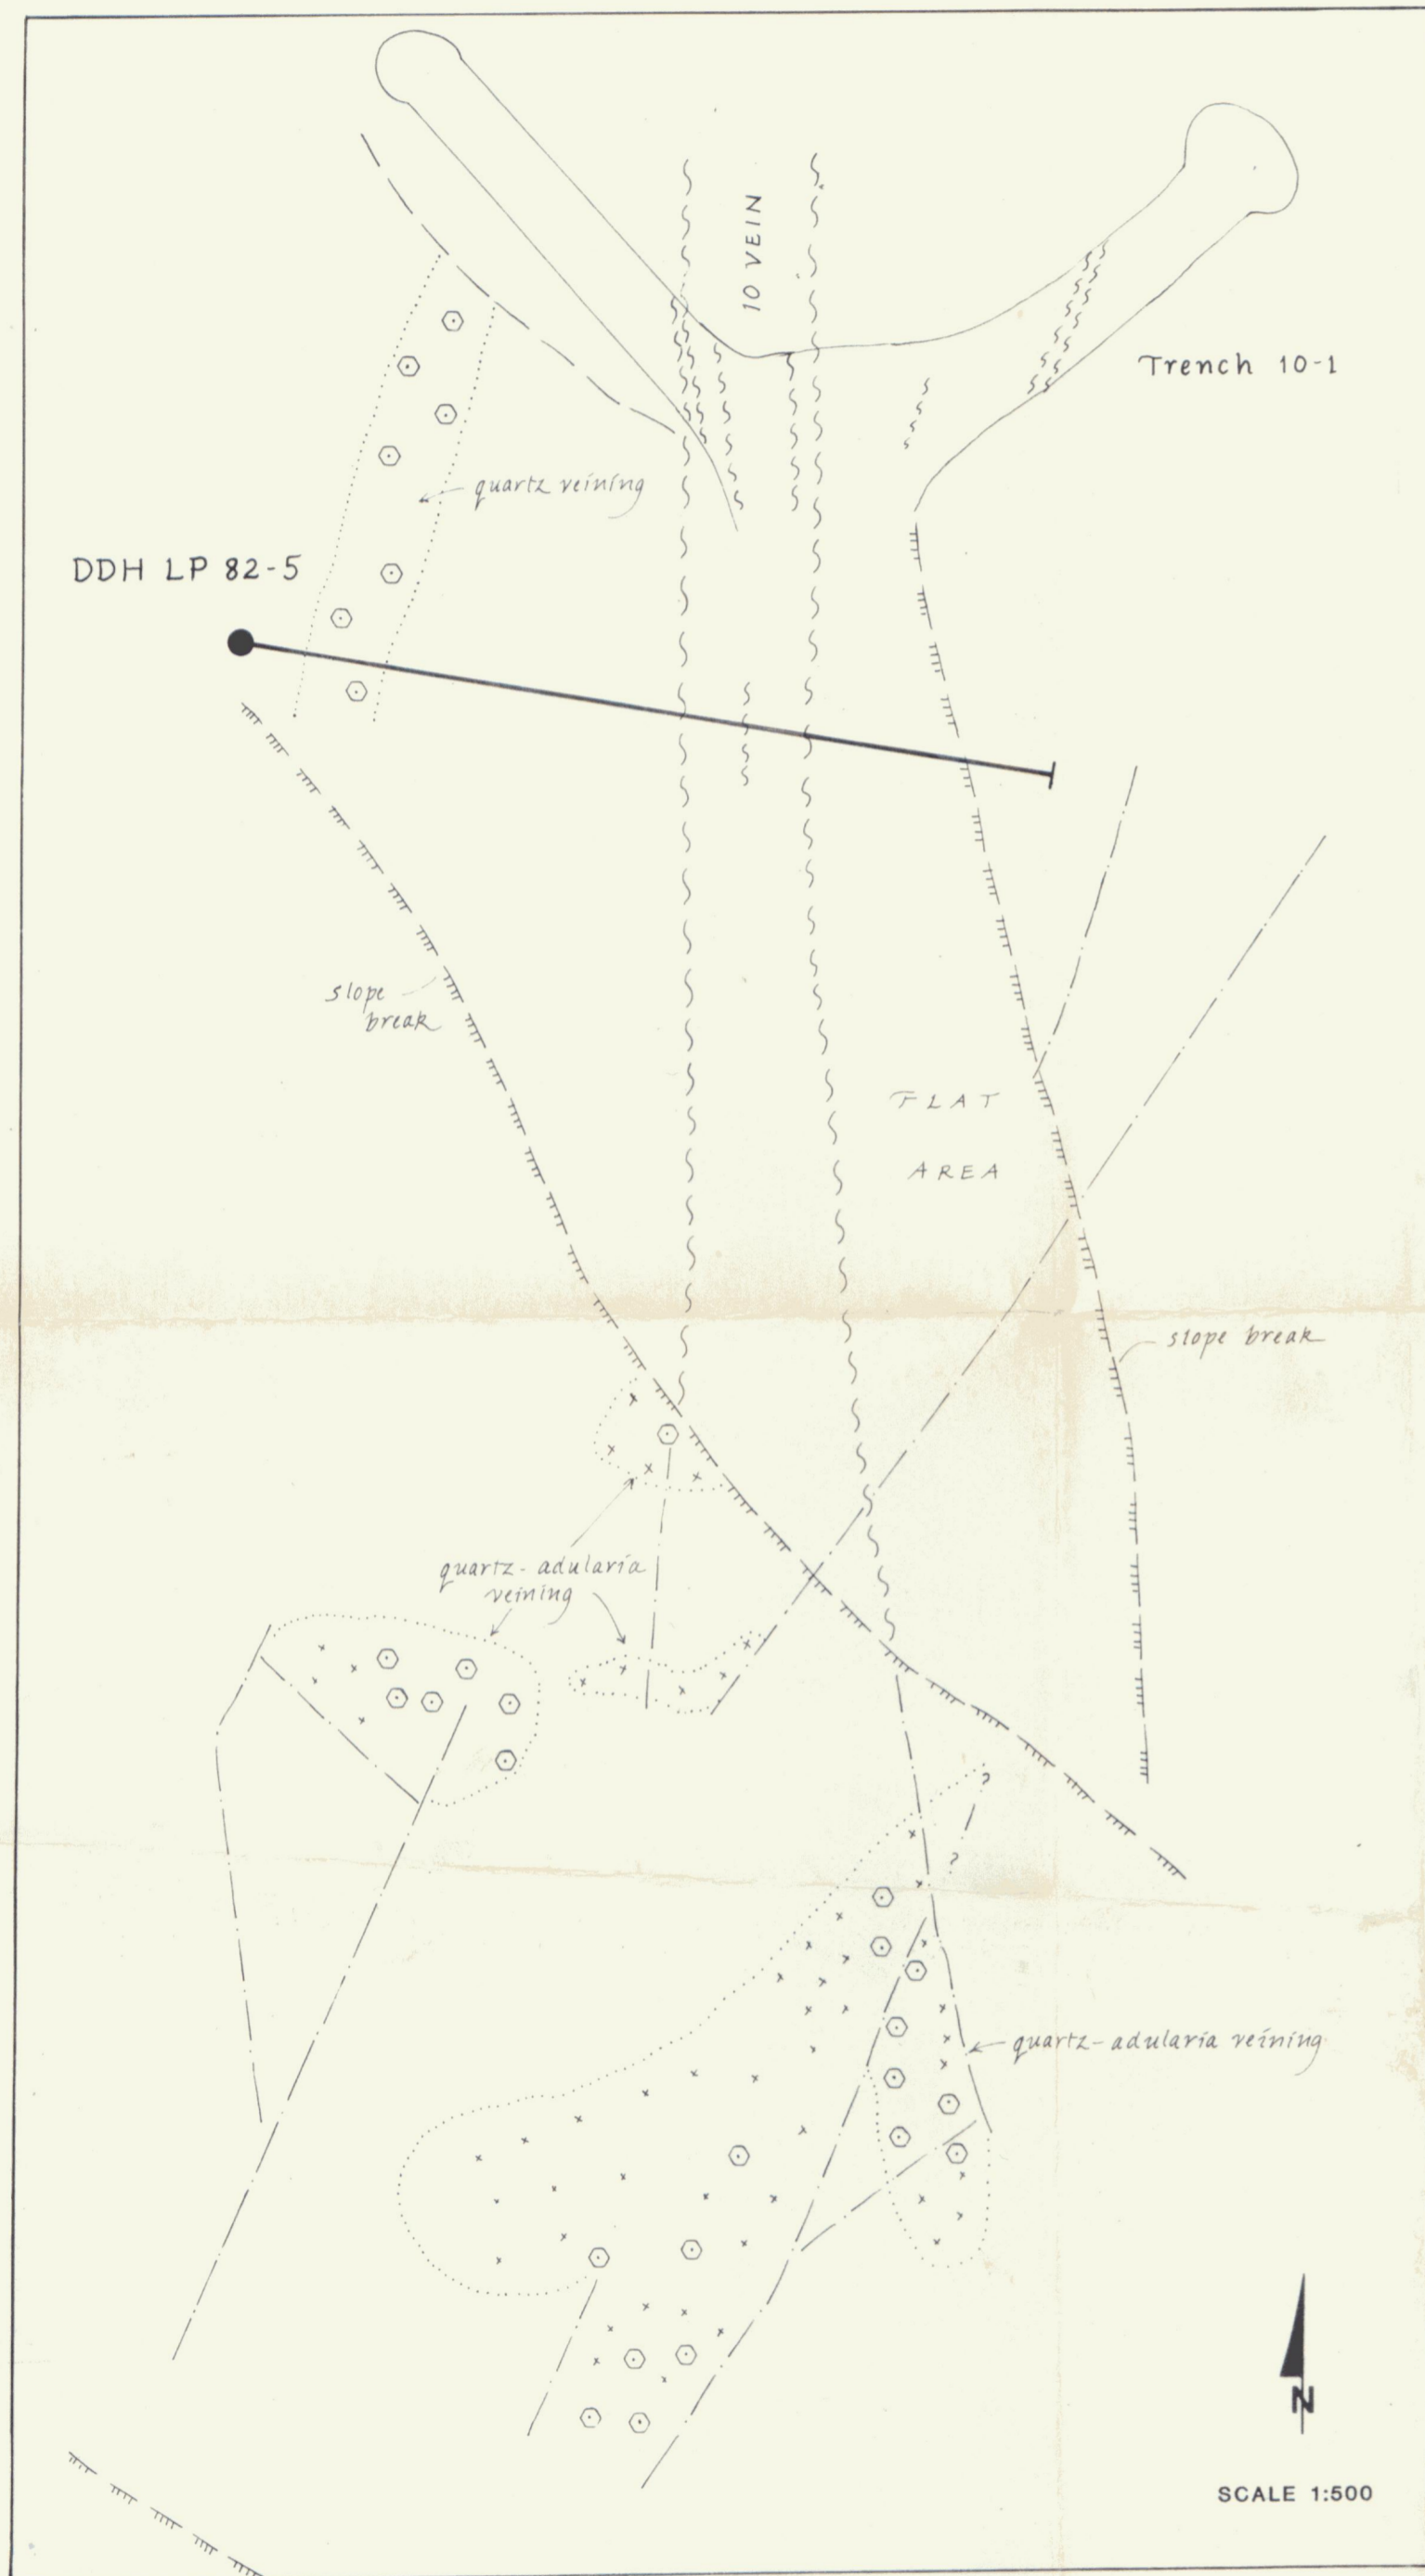 10 VEIN
Trench 10-1
quartz veining
DDH LP 82-5
slope
break
FLAT
AREA
slope break
quartz-adularia
veining
?
?
quartz-adularia veining
N
SCALE 1:500